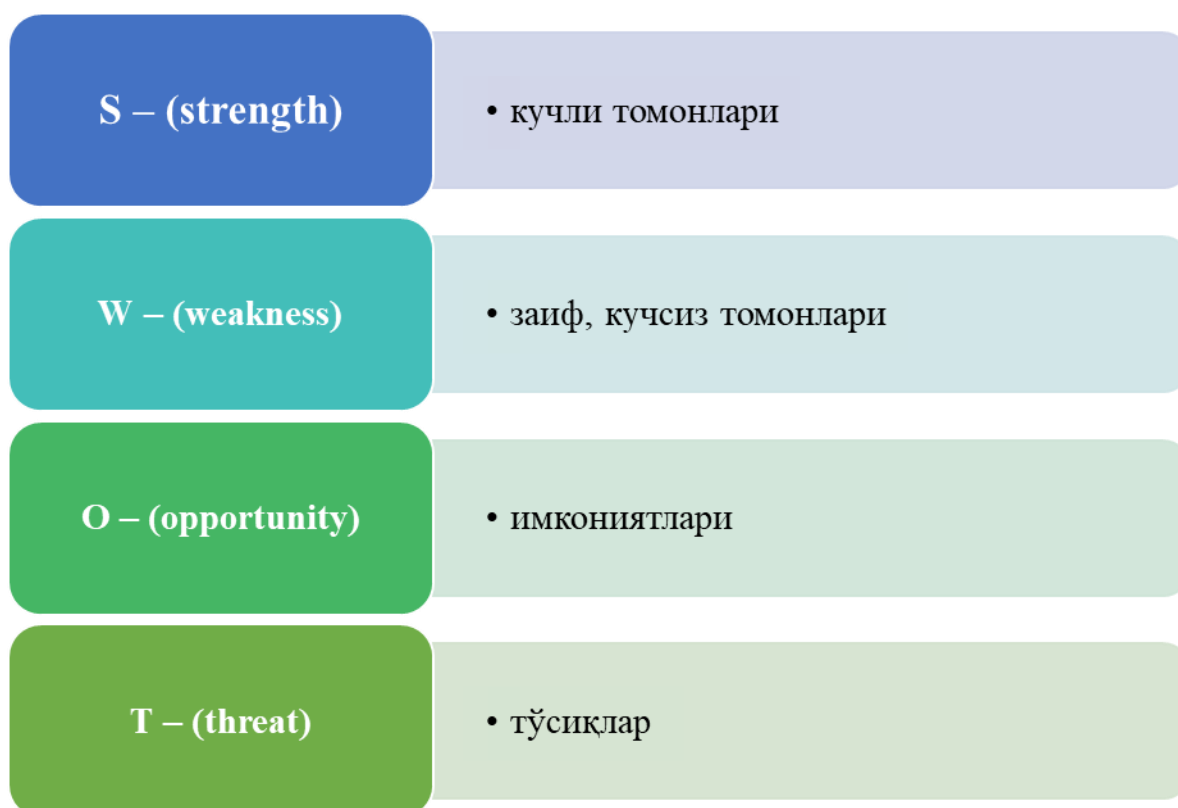 S – (strength)
• кучли томонлари
W – (weakness)
• заиф, кучсиз томонлари
O – (opportunity)
• имкониятлари
T – (threat)
• тўсиқлар